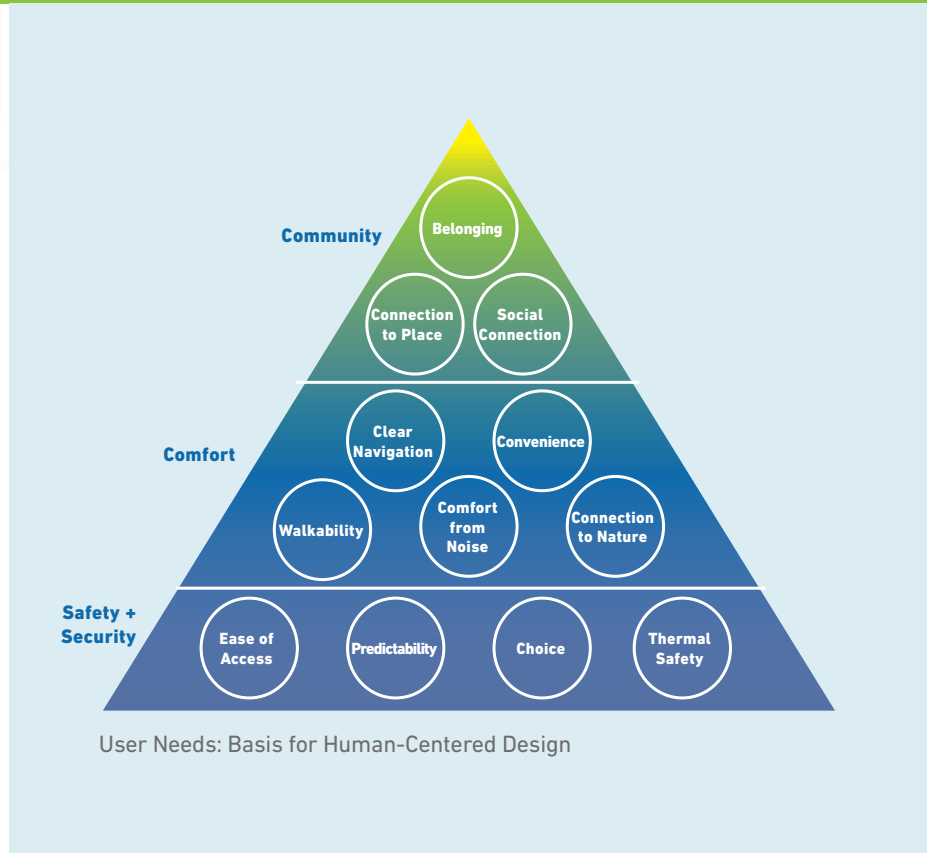 Community
Belonging
Connection
to Place
Social
Connection
Comfort
Clear
Navigation
Convenience
Walkability
Comfort
from
Noise
Connection
to Nature
Safety +
Security
Ease of
Access
Predictability
Choice
Thermal
Safety
User Needs: Basis for Human-Centered Design